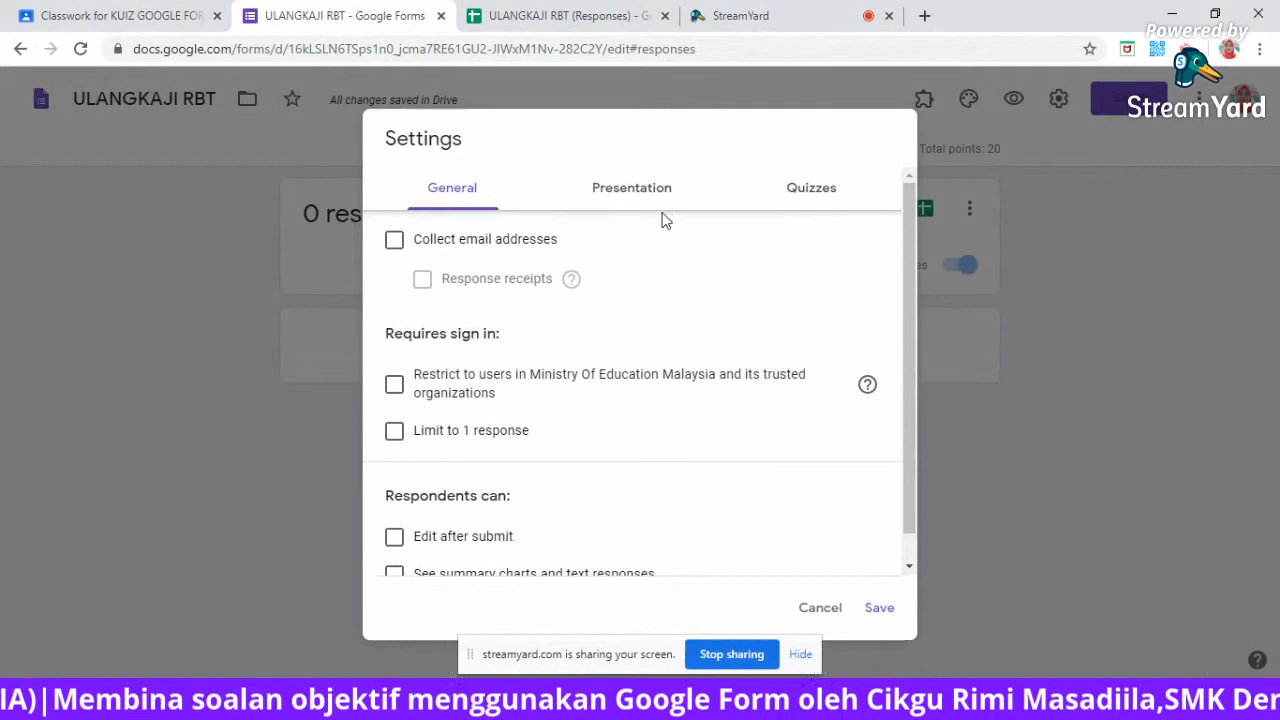 Classwork for KUIZ GOOGLE FOR
ULANGKAJI RBT - Google Forms
ULANGKAJI RBT (Responses) - G
StreamYard
docs.google.com/forms/d/16kLSLN6TSps1n0_jcma7RE61GU2-JIWxM1Nv-282C2Y/edit#responses
Powered by
StreamYard
ULANGKAJI RBT
All changes saved in Drive
Total points: 20
Settings
General
Presentation
Quizzes
0 res
Collect email addresses
es
Response receipts
Requires sign in:
Restrict to users in Ministry Of Education Malaysia and its trusted
organizations
Limit to 1 response
Respondents can:
Edit after submit
See summary charts and text responses
Cancel
Save
streamyard.com is sharing your screen.
Stop sharing
Hide
IA)|Membina soalan objektif menggunakan Google Form oleh Cikgu Rimi Masadiila,SMK Den